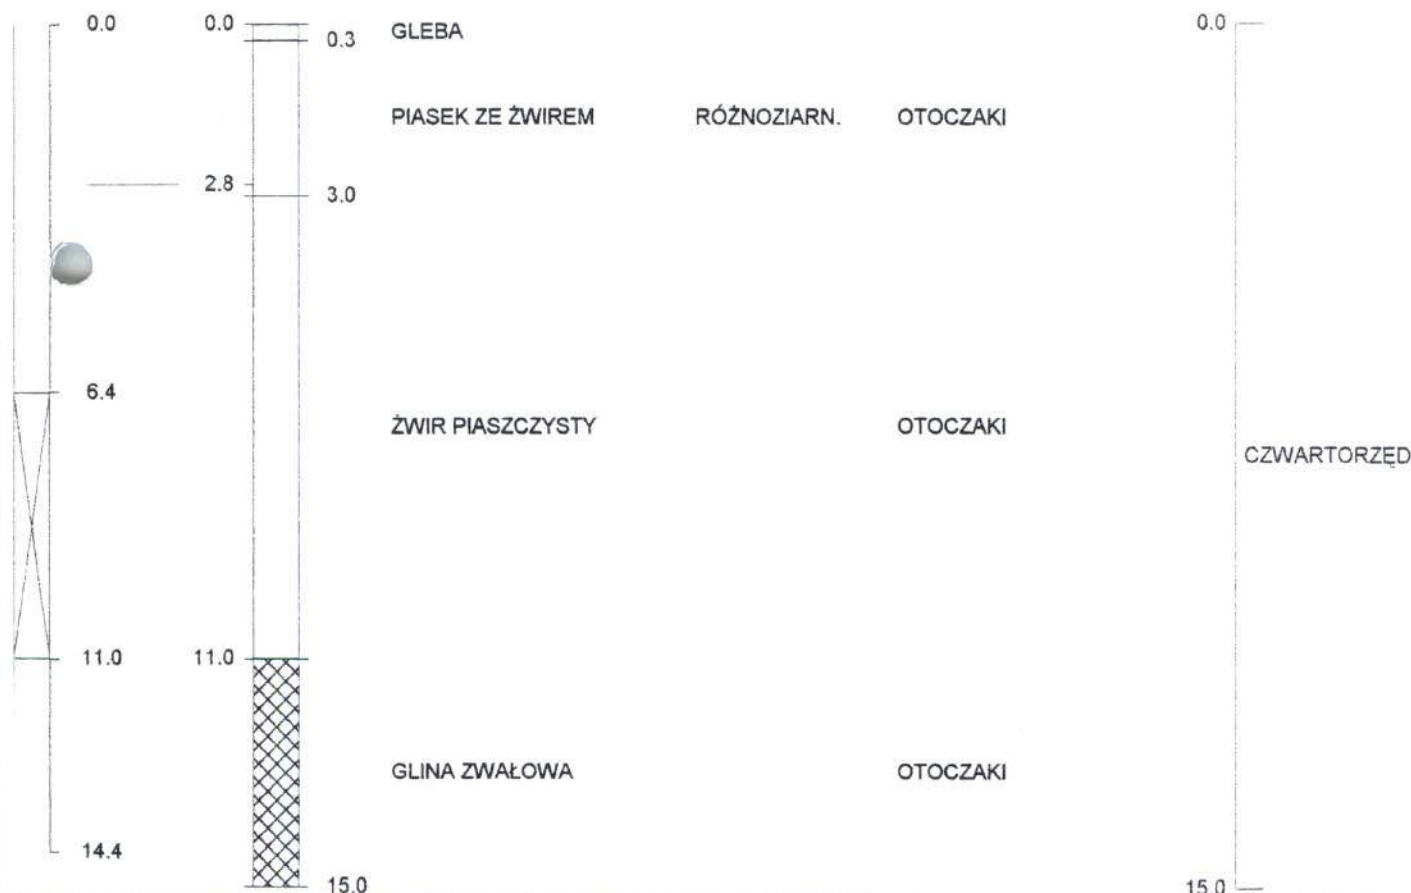 0.0 0.0 0.0
0.3 GLEBA
PIASEK ZE ŻWIREM RÓŻNOZIARN. OTOCZAKI
2.8 3.0
6.4
ŻWIR PIASZCZYSTY OTOCZAKI
CZWARTORZĘD
11.0 11.0
GLINA ZWAŁOWA OTOCZAKI
14.4
15.0 15.0